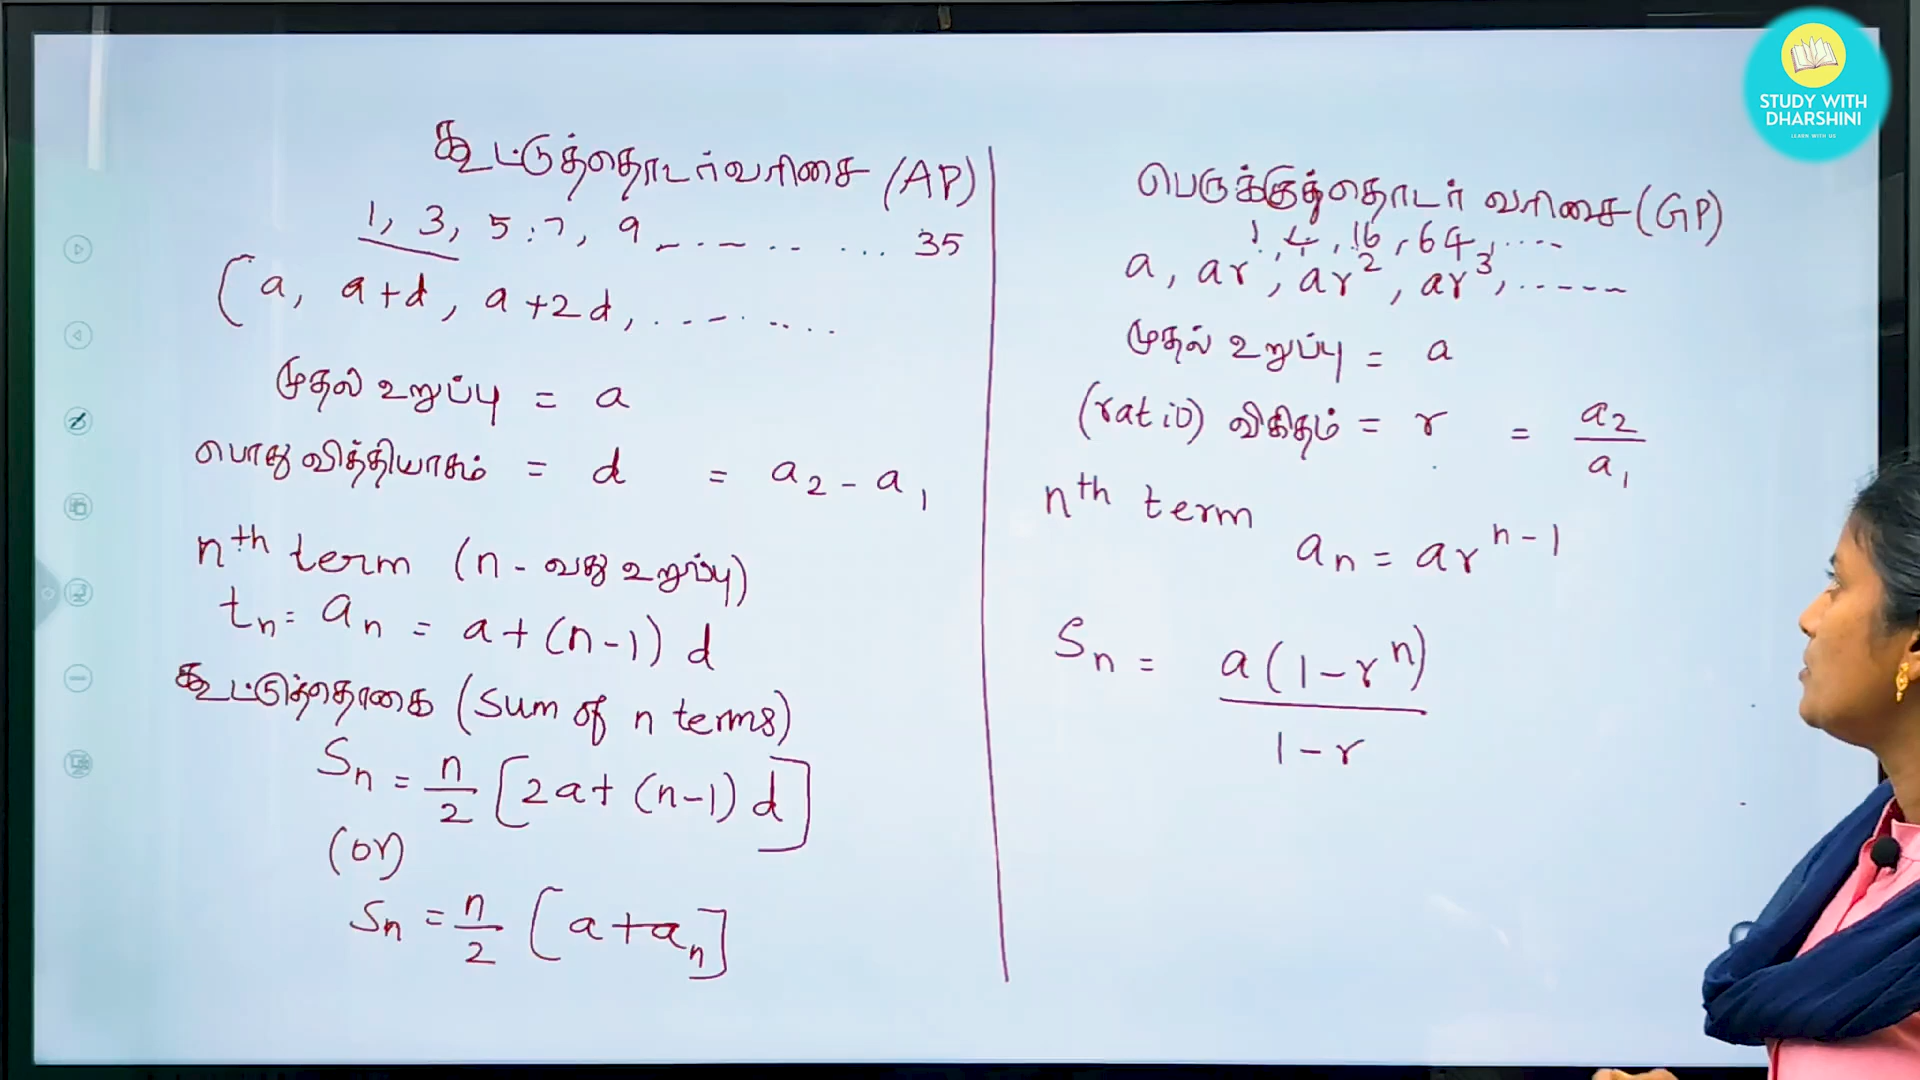 கூட்டுத்தொடர்வரிசை (AP)
1, 3, 5, 7, 9, ---------- 35
(a, a+d, a+2d, .........
முதல் உறுப்பு = a
பொது வித்தியாசம் = d = a₂ - a₁
nᵗʰ term (n - வது உறுப்பு)
tₙ = aₙ = a+(n-1) d
கூட்டுத்தொகை (Sum of n terms)
Sₙ = n/2 [2a+(n-1) d]
(or)
Sₙ = n/2 [a+aₙ]
பெருக்குத்தொடர் வரிசை (GP)
1, 4, 16, 64, ......
a, ar, ar², ar³, .......
முதல் உறுப்பு = a
(ratio) விகிதம் = r = a₂/a₁
nᵗʰ term
aₙ = arⁿ⁻¹
Sₙ = a(1-rⁿ)/1-r
STUDY WITH
DHARSHINI
LEARN WITH US